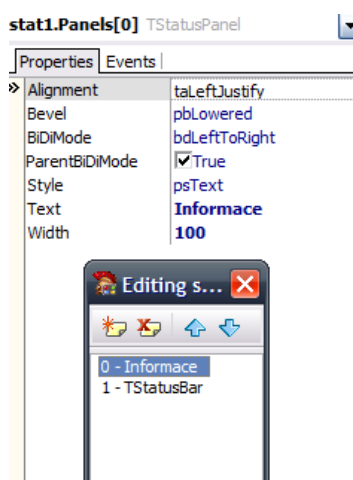 stat1.Panels[0] TStatusPanel
Properties Events
Alignment taLeftJustify
Bevel pbLowered
BiDiMode bdLeftToRight
ParentBiDiMode True
Style psText
Text Informace
Width 100
Editing s...
0 - Informace
1 - TStatusBar